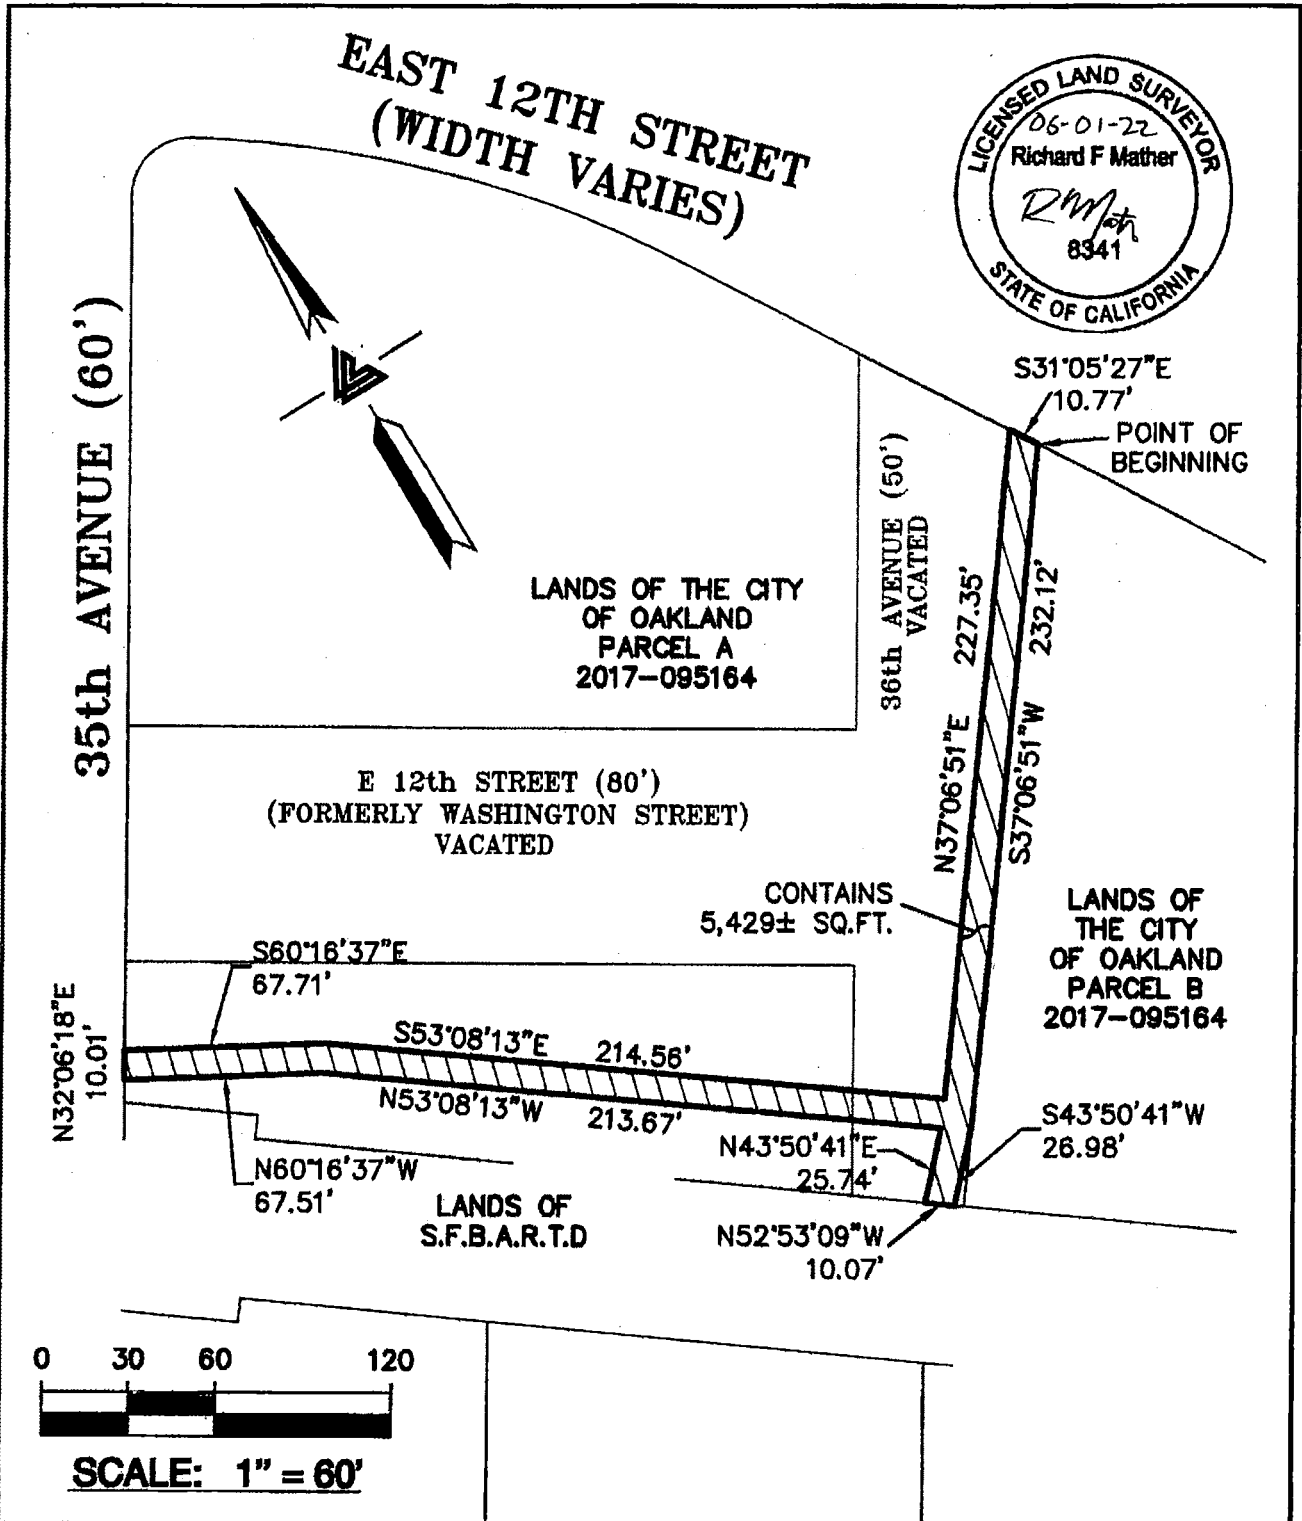 EAST 12TH STREET
(WIDTH VARIES)
LICENSED LAND SURVEYOR
06-01-22
Richard F Mather
8341
STATE OF CALIFORNIA
35th AVENUE (60')
S31°05'27"E
10.77'
POINT OF
BEGINNING
36th AVENUE (50')
VACATED
LANDS OF THE CITY
OF OAKLAND
PARCEL A
2017-095164
227.35'
232.12'
N37°06'51"E
S37°06'51"W
E 12th STREET (80')
(FORMERLY WASHINGTON STREET)
VACATED
CONTAINS
5,429± SQ.FT.
LANDS OF
THE CITY
OF OAKLAND
PARCEL B
2017-095164
S60°16'37"E
67.71'
N32°06'18"E
10.01'
S53°08'13"E 214.56'
N53°08'13"W 213.67'
N43°50'41"E
25.74'
S43°50'41"W
26.98'
N60°16'37"W
67.51'
LANDS OF
S.F.B.A.R.T.D
N52°53'09"W
10.07'
0 30 60 120
SCALE: 1" = 60'